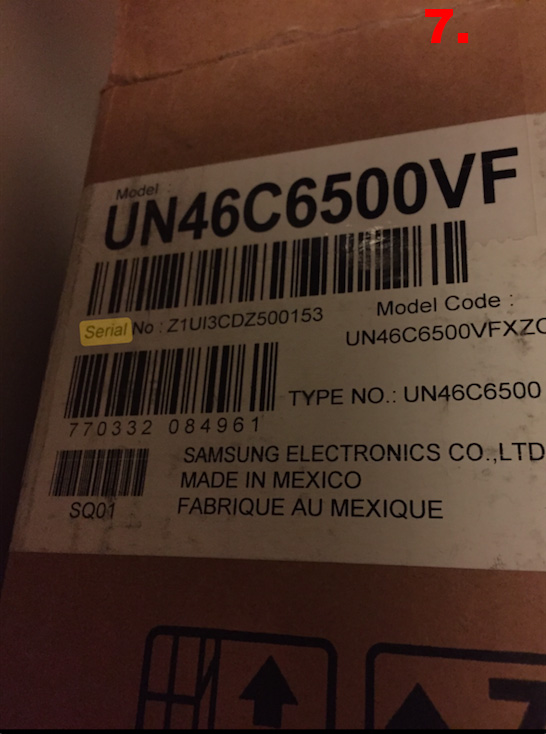 7.
Model :
UN46C6500VF
Serial No : Z1UI3CDZ500153
Model Code :
UN46C6500VFXZC
770332 084961
TYPE NO.: UN46C6500
SQ01
SAMSUNG ELECTRONICS CO.,LTD
MADE IN MEXICO
FABRIQUE AU MEXIQUE